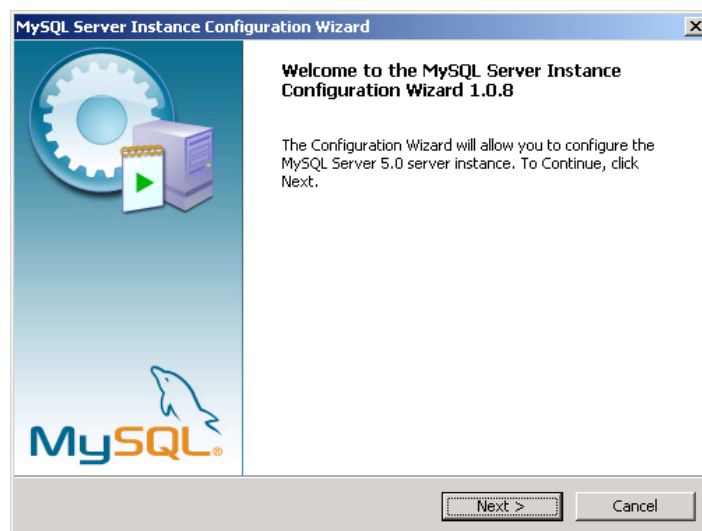 MySQL Server Instance Configuration Wizard
Welcome to the MySQL Server Instance
Configuration Wizard 1.0.8
The Configuration Wizard will allow you to configure the
MySQL Server 5.0 server instance. To Continue, click
Next.
MySQL®
Next >
Cancel